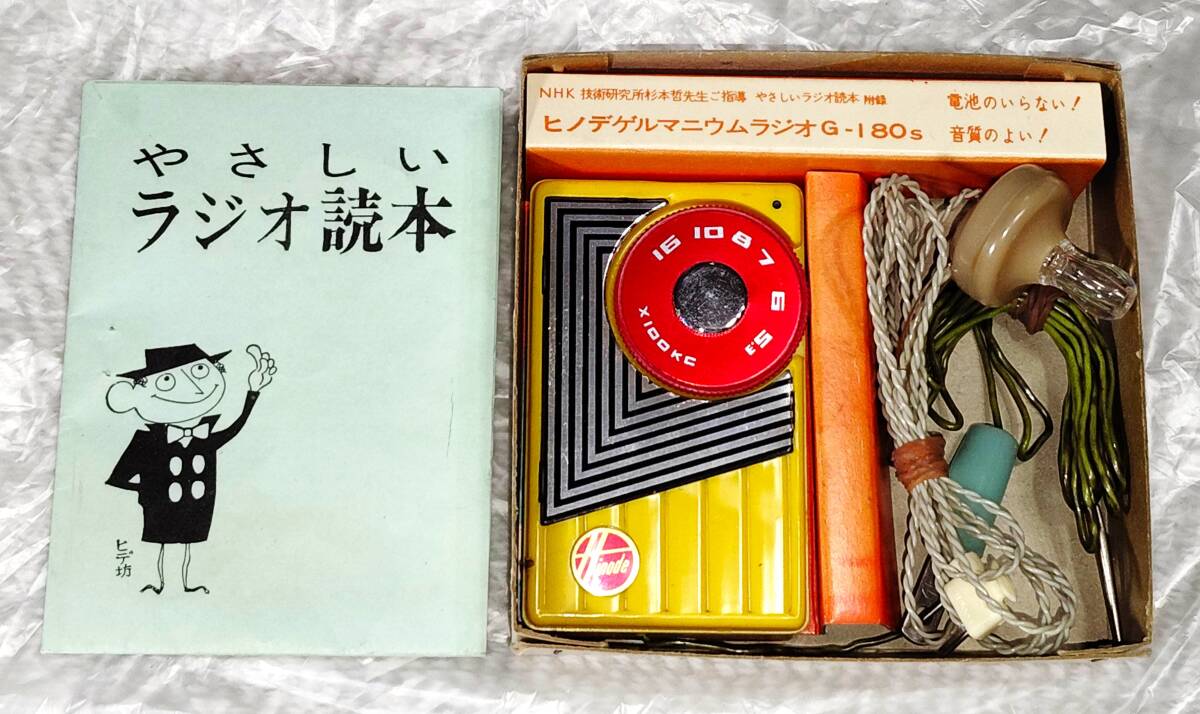 やさしい
ラジオ読本
ヒデ坊
NHK 技術研究所杉本哲先生ご指導 やさしいラジオ読本 附録
ヒノデゲルマニウムラジオG-180s
電池のいらない!
音質のよい!
16 10 8 7 6 5.3
X100KC
Hinode